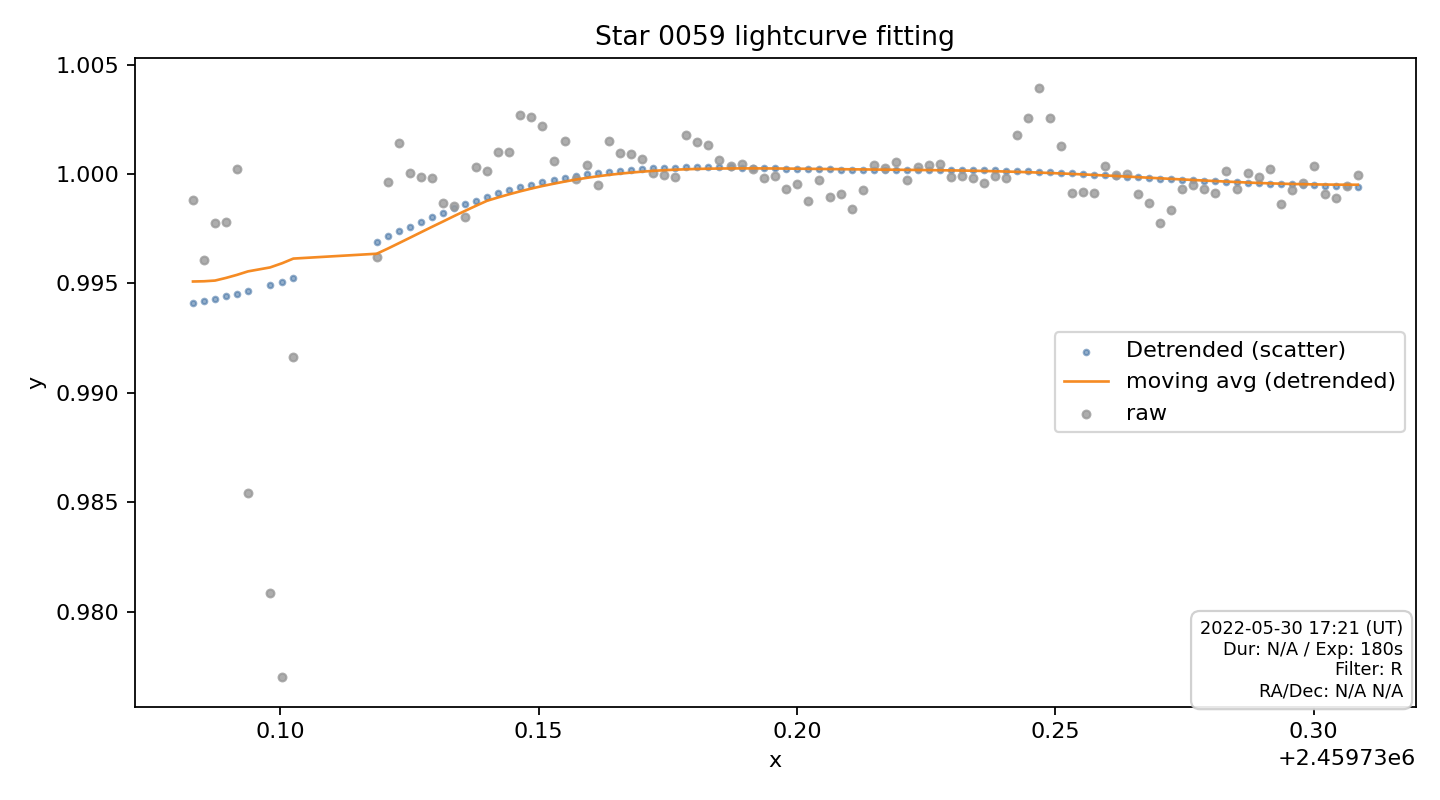 Star 0059 lightcurve fitting
1.005
1.000
0.995
0.990
0.985
0.980
y
Detrended (scatter)
moving avg (detrended)
raw
2022-05-30 17:21 (UT)
Dur: N/A / Exp: 180s
Filter: R
RA/Dec: N/A N/A
0.10 0.15 0.20 0.25 0.30
x
+2.45973e6